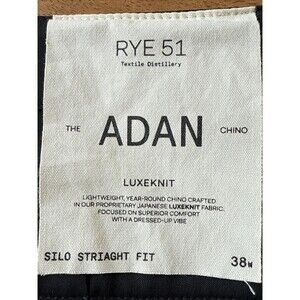 RYE 51
Textile Distillery
THE ADAN CHINO
LUXEKNIT
LIGHTWEIGHT, YEAR-ROUND CHINO CRAFTED
IN OUR PROPRIETARY JAPANESE LUXEKNIT FABRIC.
FOCUSED ON SUPERIOR COMFORT
WITH A DRESSED-UP VIBE
SILO STRIAGHT FIT 38W